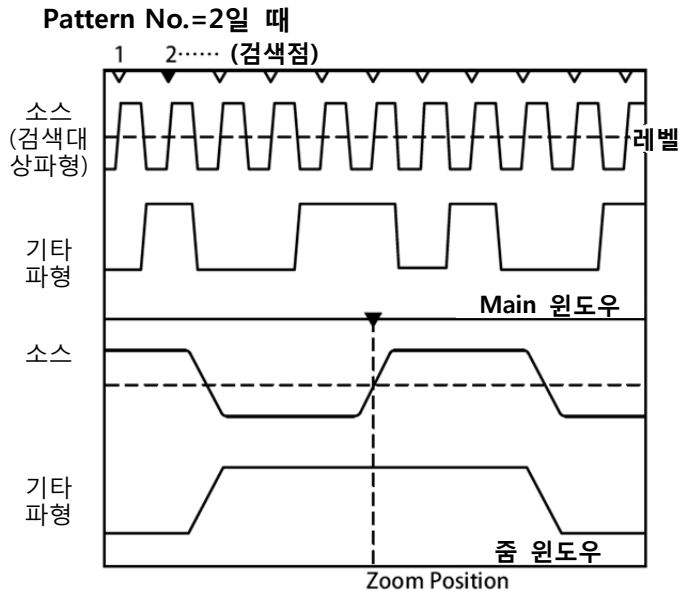 Pattern No.=2일 때
1 2⋯⋯ (검색점)
소스
(검색대
상파형)
레벨
기타
파형
Main 윈도우
소스
기타
파형
줌 윈도우
Zoom Position